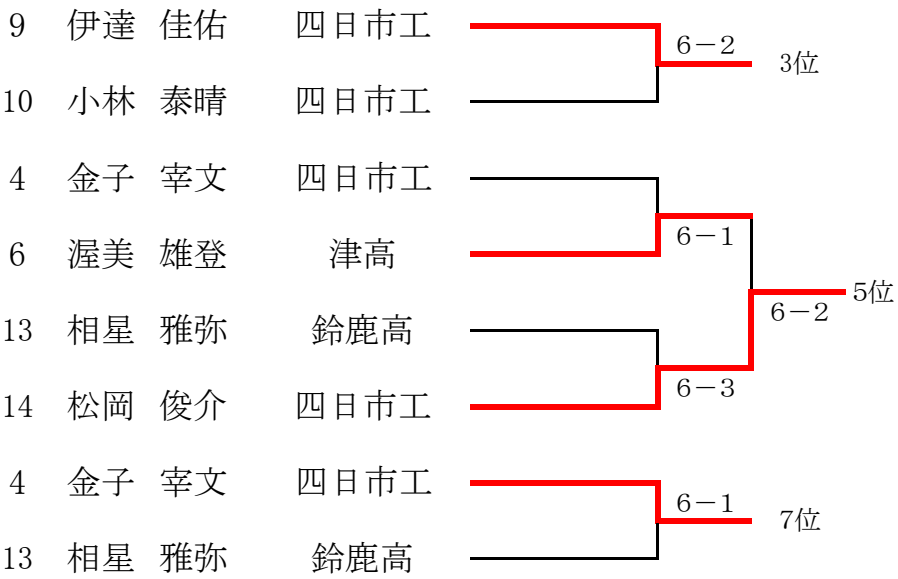 9 伊達 佳佑 四日市工
6－2 3位
10 小林 泰晴 四日市工
4 金子 宰文 四日市工
6－1
6 渥美 雄登 津高
5位
6－2
13 相星 雅弥 鈴鹿高
6－3
14 松岡 俊介 四日市工
4 金子 宰文 四日市工
6－1 7位
13 相星 雅弥 鈴鹿高